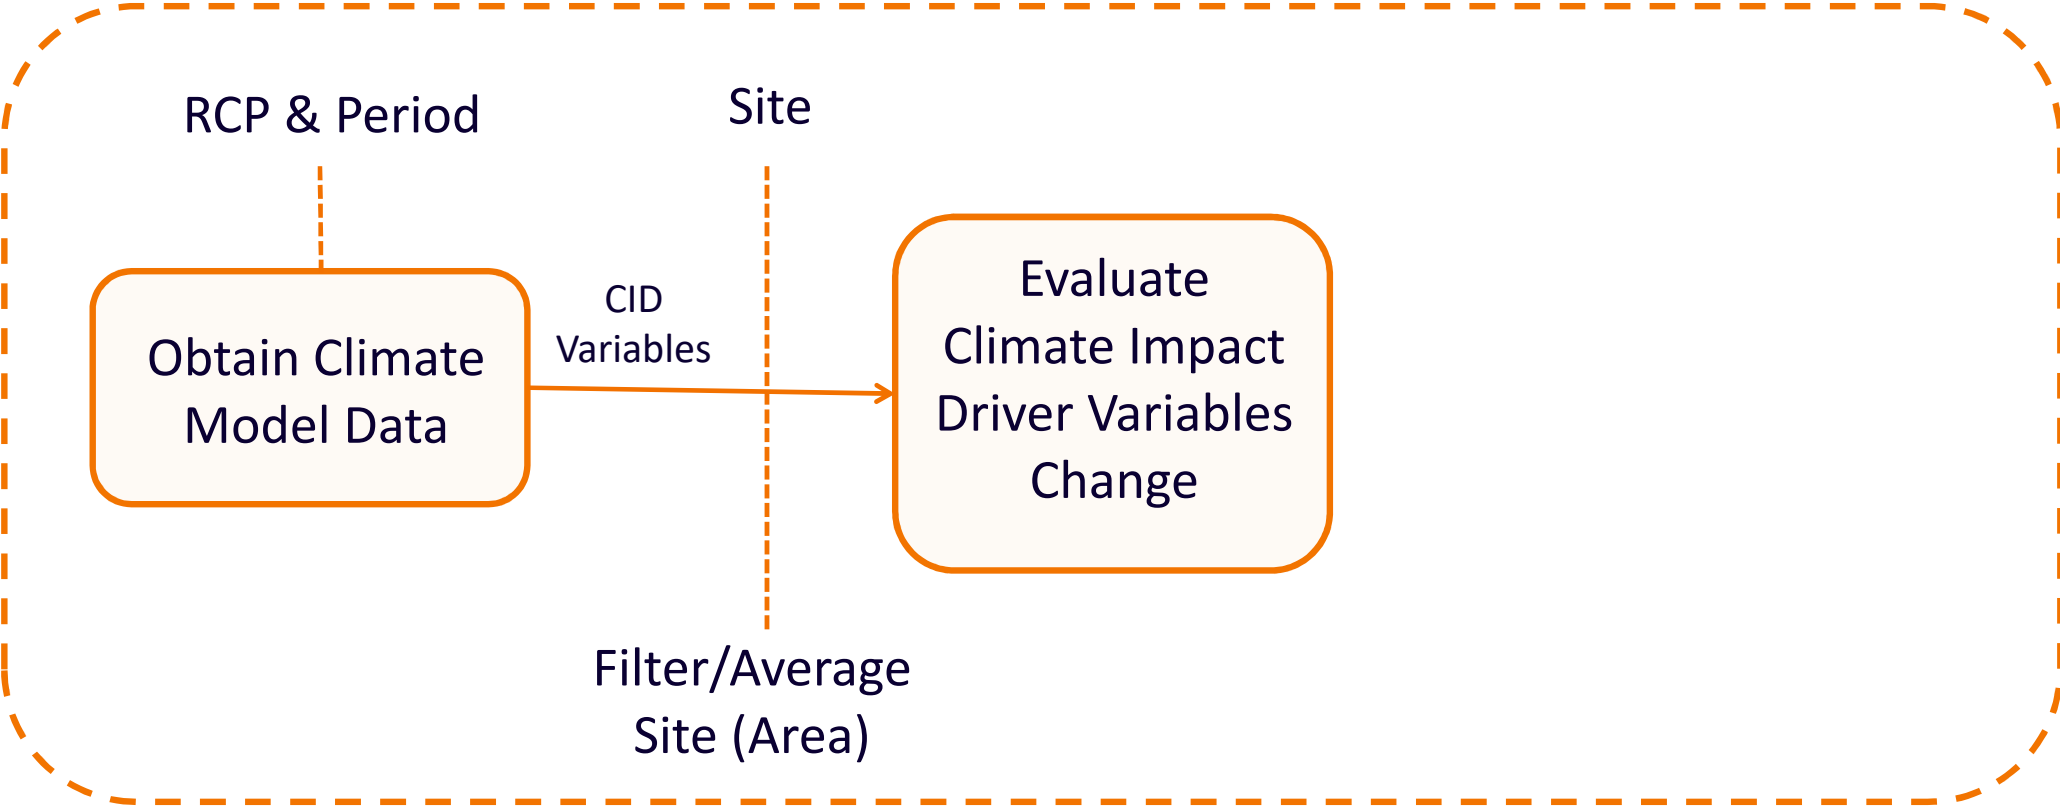 RCP & Period
Site
Obtain Climate
Model Data
CID
Variables
Evaluate
Climate Impact
Driver Variables
Change
Filter/Average
Site (Area)